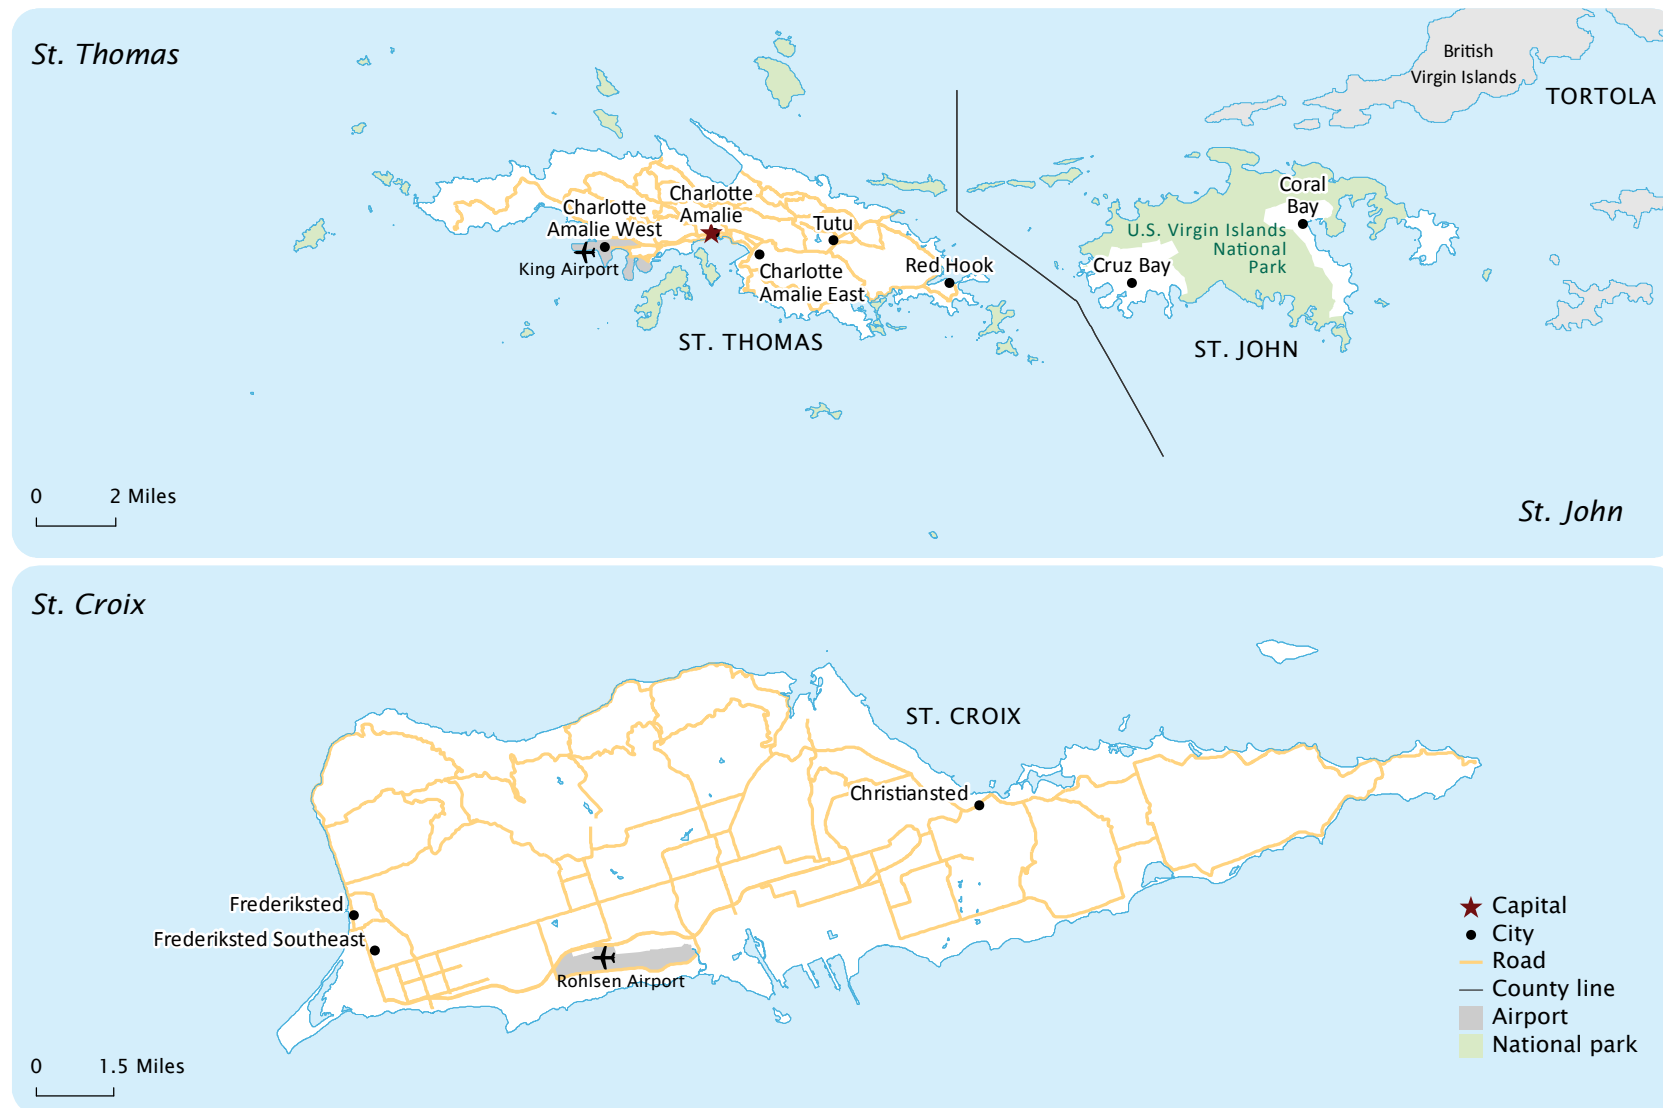 St. Thomas
British
Virgin Islands
TORTOLA
Charlotte
Amalie
Charlotte
Amalie West
Tutu
King Airport
Charlotte
Amalie East
Red Hook
Coral
Bay
U.S. Virgin Islands
National
Park
Cruz Bay
ST. THOMAS
ST. JOHN
0 2 Miles
St. John
St. Croix
ST. CROIX
Christiansted
Frederiksted
Frederiksted Southeast
Rohlsen Airport
0 1.5 Miles
Capital
City
Road
County line
Airport
National park